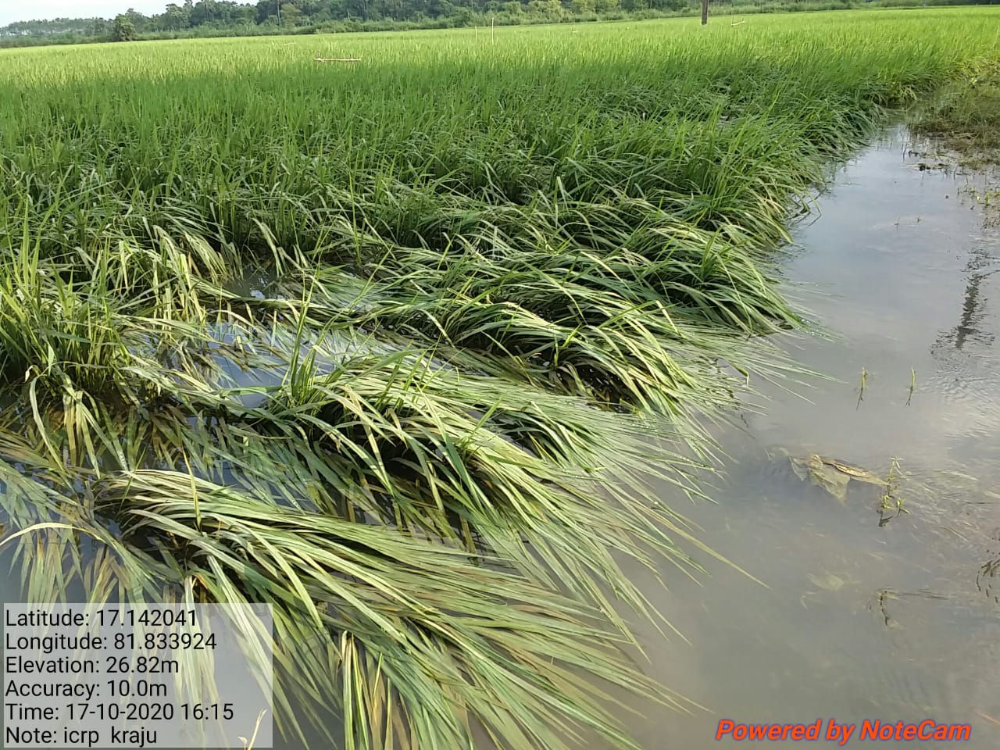 Latitude: 17.142041
Longitude: 81.833924
Elevation: 26.82m
Accuracy: 10.0m
Time: 17-10-2020 16:15
Note: icrp kraju
Powered by NoteCam